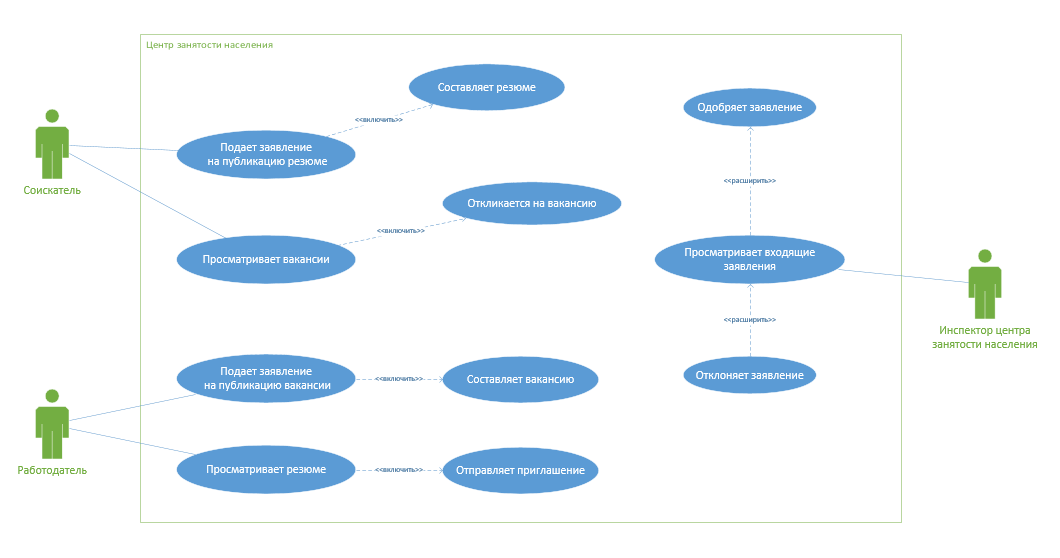 Центр занятости населения
Составляет резюме
Одобряет заявление
<<включить>>
Подает заявление
на публикацию резюме
Соискатель
<<расширить>>
Откликается на вакансию
<<включить>>
Просматривает вакансии
Просматривает входящие
заявления
<<расширить>>
Инспектор центра
занятости населения
Подает заявление
на публикацию вакансии
<<включить>>
Составляет вакансию
Отклоняет заявление
Работодатель
Просматривает резюме
<<включить>>
Отправляет приглашение